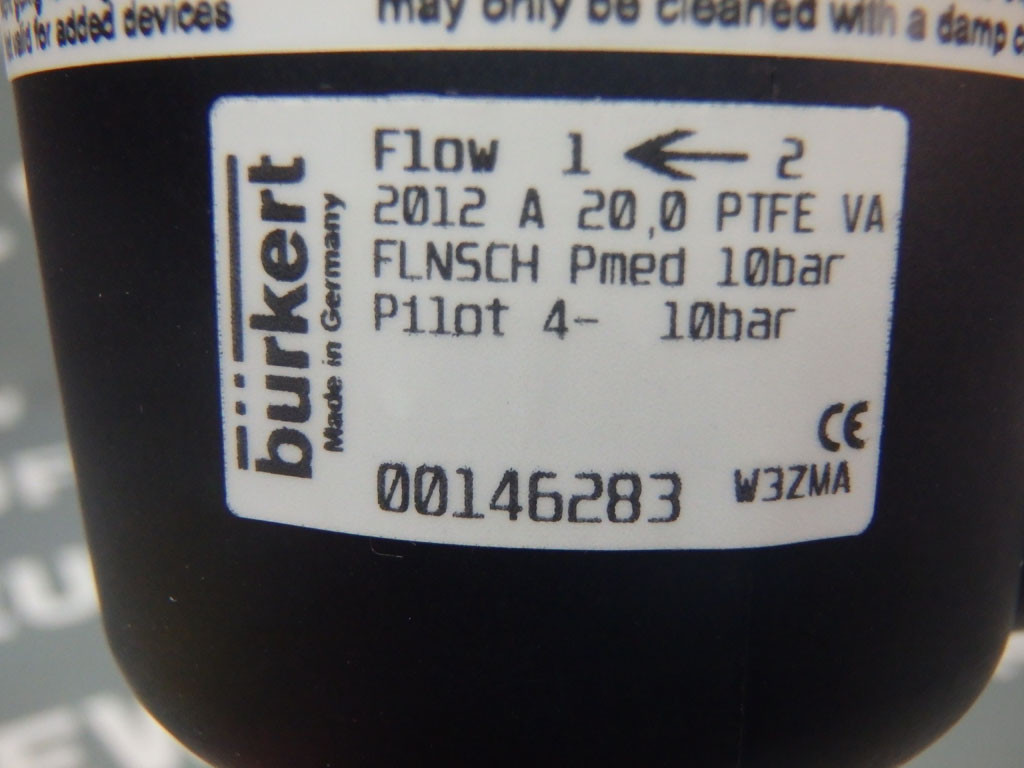 for added devices
may only be cleaned with a damp
bürkert
Made in Germany
Flow 1 ← 2
2012 A 20,0 PTFE VA
FLNSCH Pmed 10bar
Pilot 4- 10bar
CE
00146283 W3ZMA